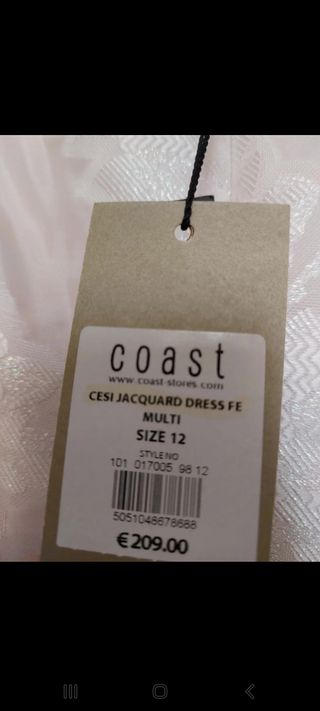 coast
www.coast-stores.com
CESI JACQUARD DRESS FE
MULTI
SIZE 12
STYLE NO
101 017005 98 12
5051048678688
€209.00